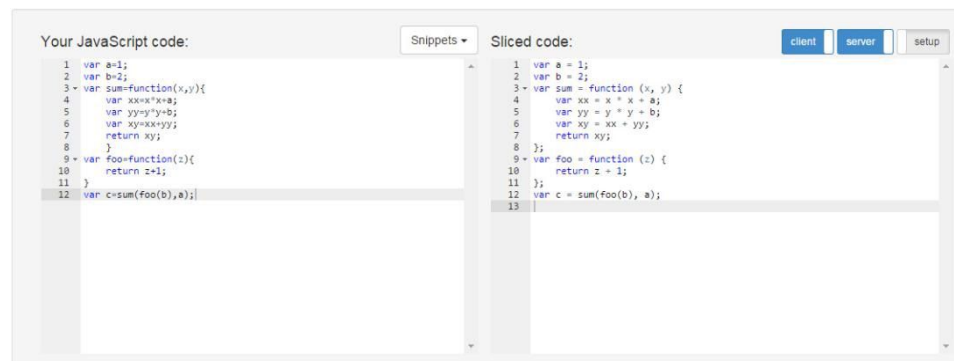 Your JavaScript code:
Snippets
1 var a=1;
2 var b=2;
3 var sum=function(x,y){
4 var xx=x*x+a;
5 var yy=y*y+b;
6 var xy=xx+yy;
7 return xy;
8 }
9 var foo=function(z){
10 return z+1;
11 }
12 var c=sum(foo(b),a);
Sliced code:
client server setup
1 var a = 1;
2 var b = 2;
3 var sum = function (x, y) {
4 var xx = x * x + a;
5 var yy = y * y + b;
6 var xy = xx + yy;
7 return xy;
8 };
9 var foo = function (z) {
10 return z + 1;
11 };
12 var c = sum(foo(b), a);
13